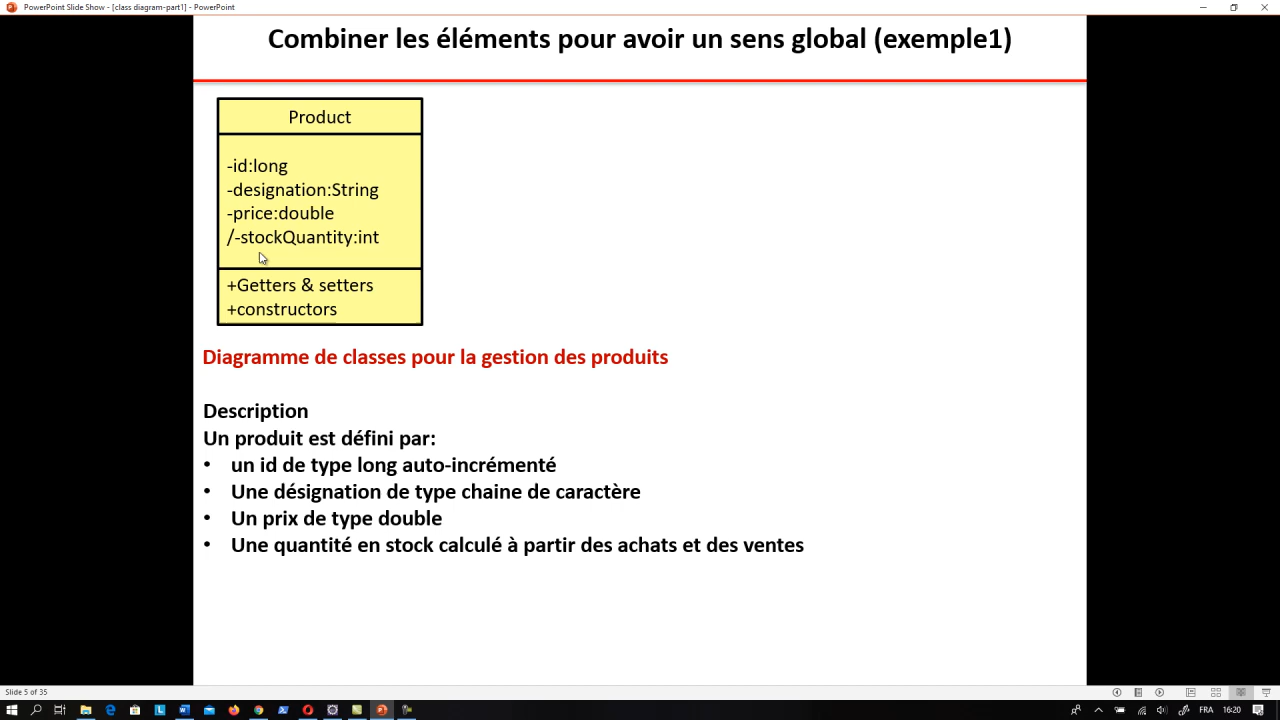 PowerPoint Slide Show - [class diagram-part1] - PowerPoint
Combiner les éléments pour avoir un sens global (exemple1)
Product
-id:long
-designation:String
-price:double
/-stockQuantity:int
+Getters & setters
+constructors
Diagramme de classes pour la gestion des produits
Description
Un produit est défini par:
• un id de type long auto-incrémenté
• Une désignation de type chaine de caractère
• Un prix de type double
• Une quantité en stock calculé à partir des achats et des ventes
Slide 5 of 35
FRA
16:20